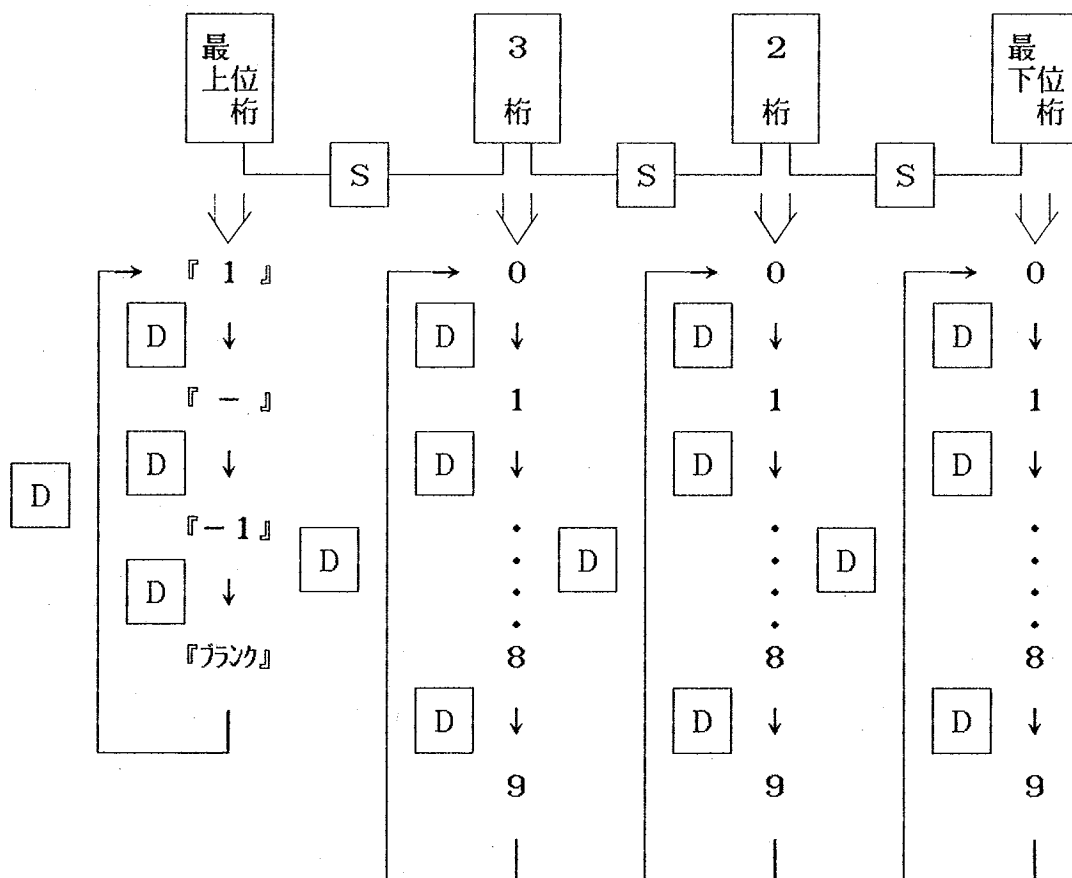 最上位桁
3桁
2桁
最下位桁
S S S
『 1 』 0 0 0
D D D D
『 － 』 1 1 1
D D D D
D
『－1』
D D D
D
『ブランク』 8 8 8
D D D
9 9 9